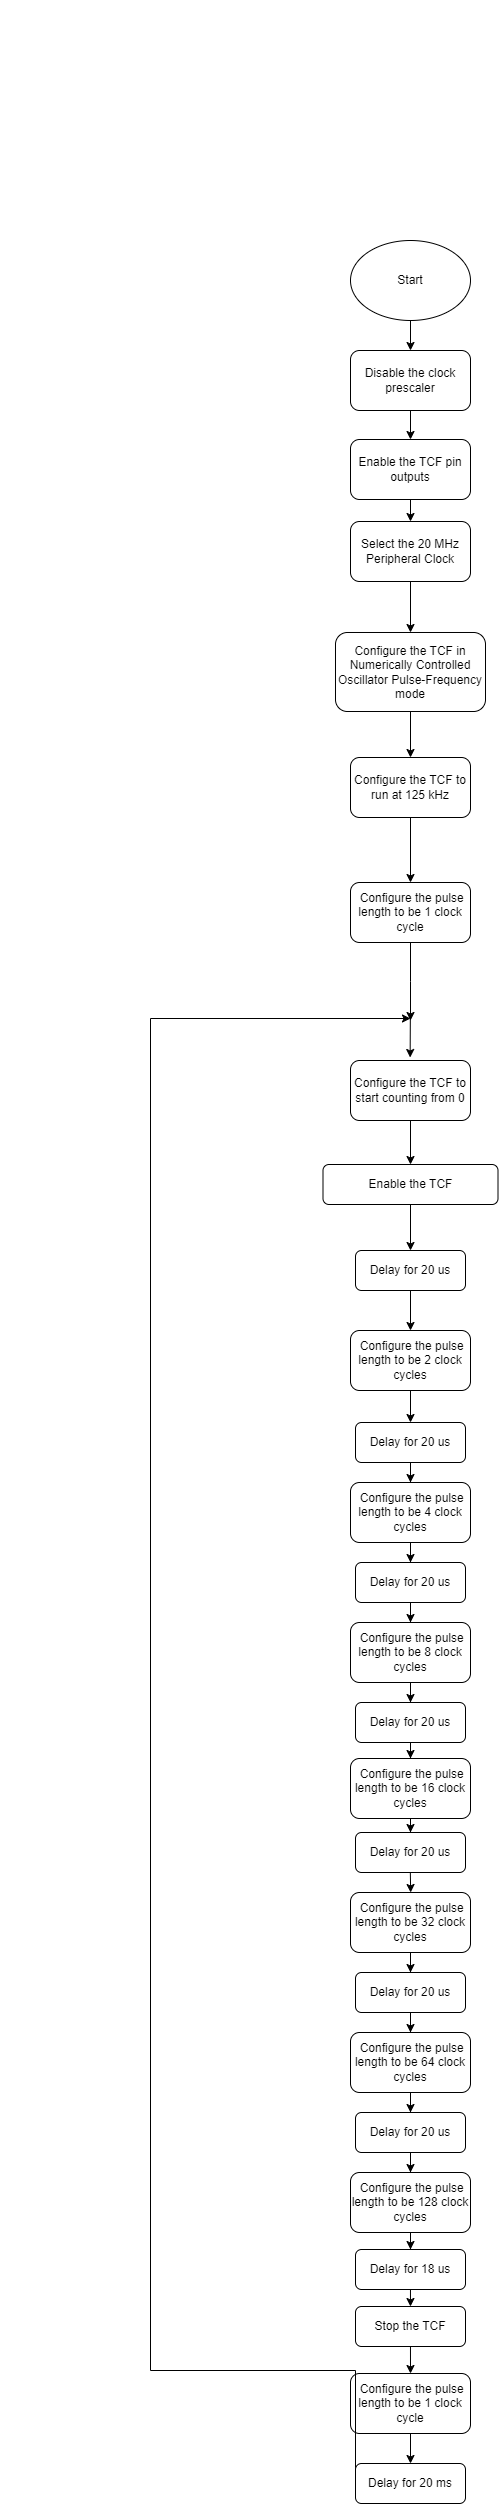 Start
Disable the clock
prescaler
Enable the TCF pin
outputs
Select the 20 MHz
Peripheral Clock
Configure the TCF in
Numerically Controlled
Oscillator Pulse-Frequency
mode
Configure the TCF to
run at 125 kHz
Configure the pulse
length to be 1 clock
cycle
Configure the TCF to
start counting from 0
Enable the TCF
Delay for 20 us
Configure the pulse
length to be 2 clock
cycles
Delay for 20 us
Configure the pulse
length to be 4 clock
cycles
Delay for 20 us
Configure the pulse
length to be 8 clock
cycles
Delay for 20 us
Configure the pulse
length to be 16 clock
cycles
Delay for 20 us
Configure the pulse
length to be 32 clock
cycles
Delay for 20 us
Configure the pulse
length to be 64 clock
cycles
Delay for 20 us
Configure the pulse
length to be 128 clock
cycles
Delay for 18 us
Stop the TCF
Configure the pulse
length to be 1 clock
cycle
Delay for 20 ms